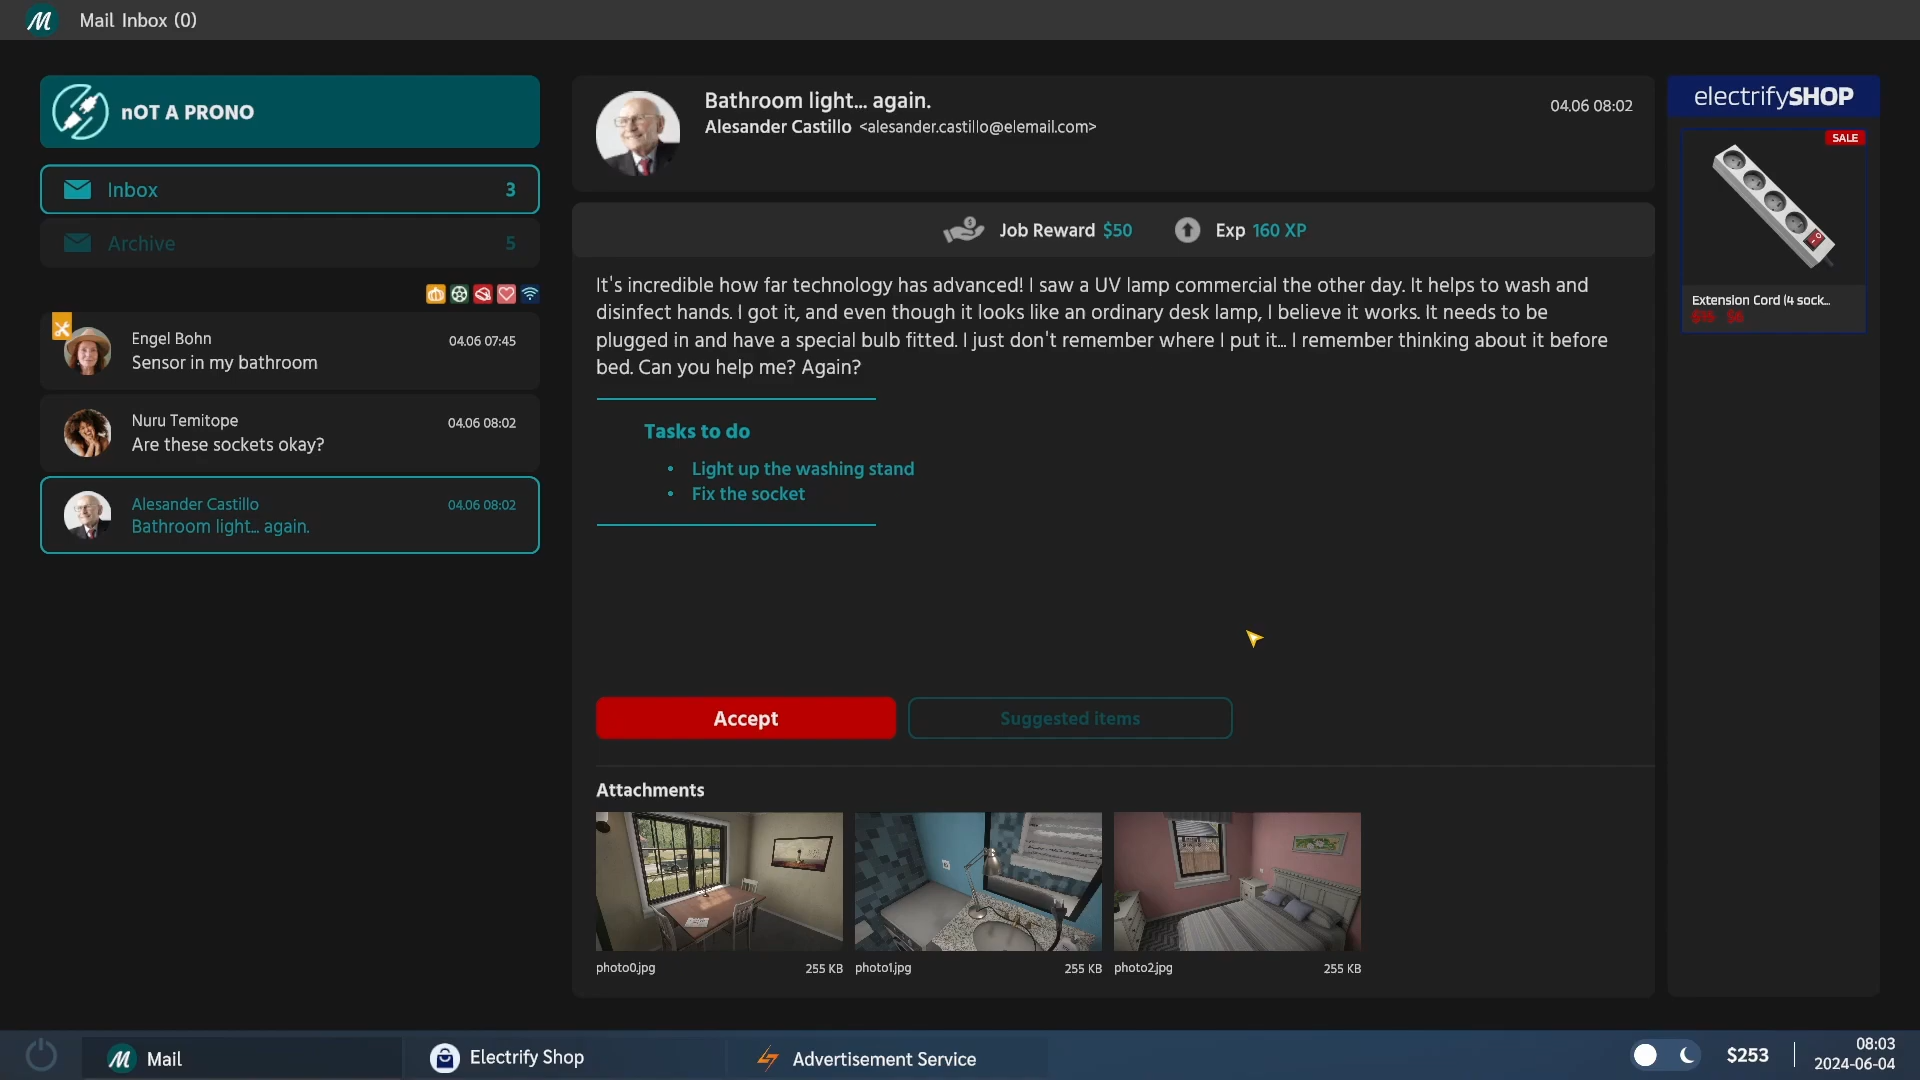 Mail Inbox (0)
nOT A PRONO
Inbox 3
Archive 5
Engel Bohn 04.06 07:45
Sensor in my bathroom
Nuru Temitope 04.06 08:02
Are these sockets okay?
Alesander Castillo 04.06 08:02
Bathroom light... again.
Bathroom light... again.
Alesander Castillo <alesander.castillo@elemail.com>
04.06 08:02
Job Reward $50 Exp 160 XP
It's incredible how far technology has advanced! I saw a UV lamp commercial the other day. It helps to wash and
disinfect hands. I got it, and even though it looks like an ordinary desk lamp, I believe it works. It needs to be
plugged in and have a special bulb fitted. I just don't remember where I put it... I remember thinking about it before
bed. Can you help me? Again?
Tasks to do
• Light up the washing stand
• Fix the socket
Accept Suggested items
Attachments
photo0.jpg 255 KB photo1.jpg 255 KB photo2.jpg 255 KB
electrifySHOP
SALE
Extension Cord (4 sock...
$15 $6
Mail Electrify Shop Advertisement Service
$253
08:03
2024-06-04